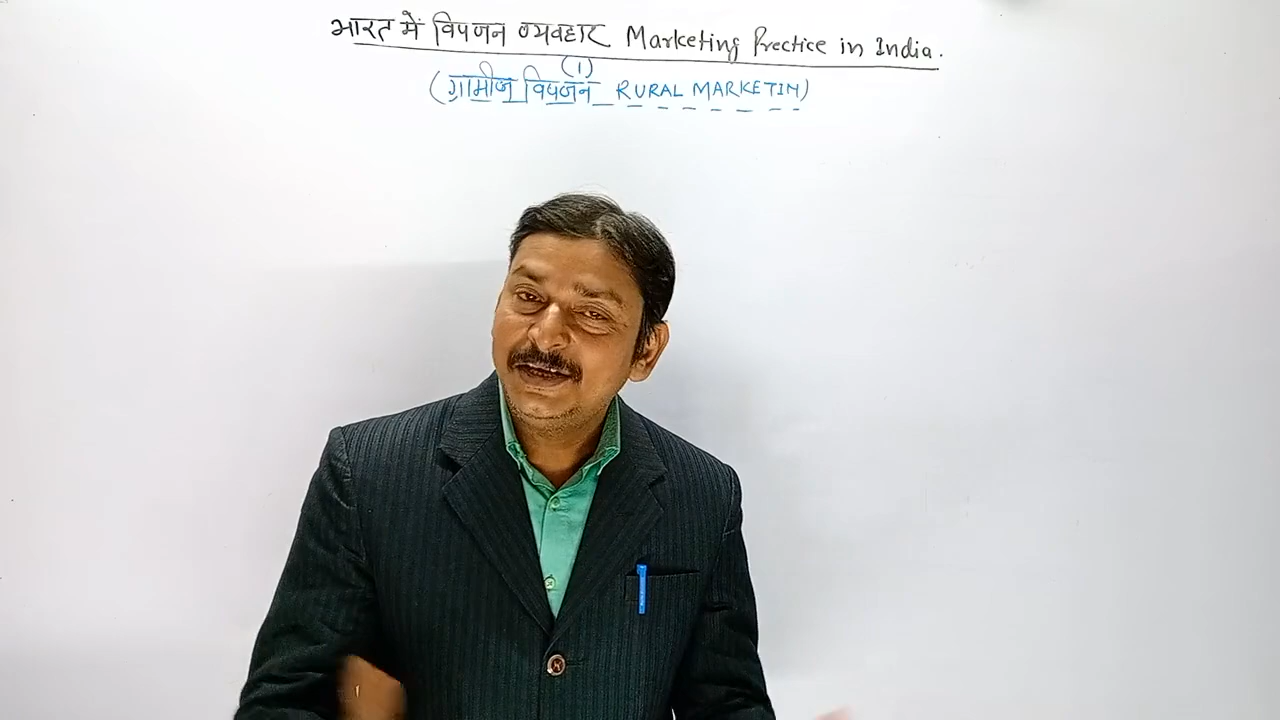 भारत में विपणन व्यवहार Marketing Prectice in India.
(1)
(ग्रामीण विपणन RURAL MARKETIN)